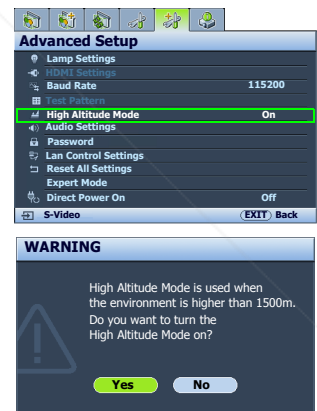 Advanced Setup
Lamp Settings
HDMI Settings
Baud Rate 115200
Test Pattern
High Altitude Mode On
Audio Settings
Password
Lan Control Settings
Reset All Settings
Expert Mode
Direct Power On Off
S-Video EXIT Back
WARNING
High Altitude Mode is used when
the environment is higher than 1500m.
Do you want to turn the
High Altitude Mode on?
Yes No